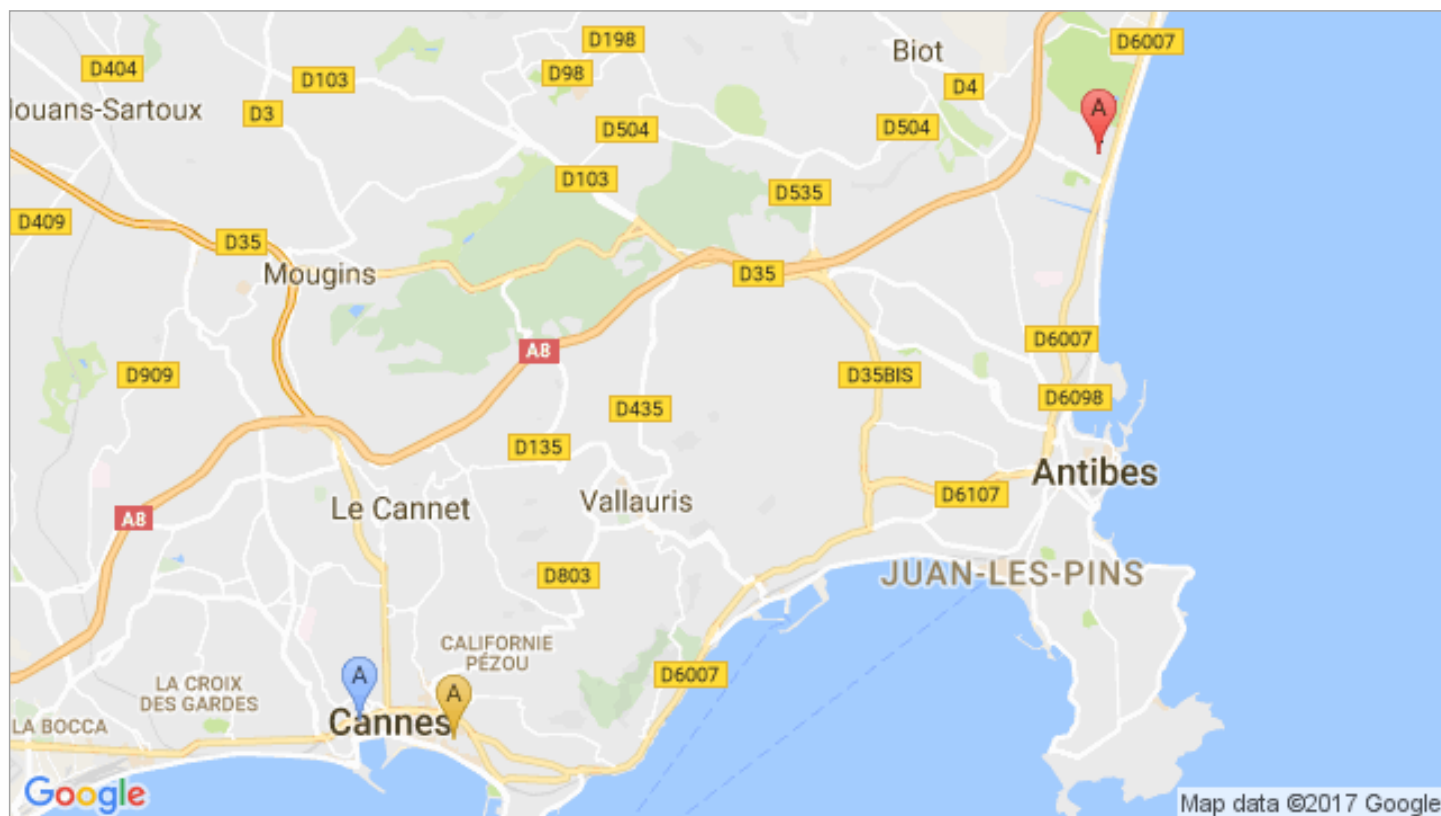 D198
D6007
Biot
D404
D103
D98
D4
louans-Sartoux
D3
A
D504
D504
D103
D535
D409
D35
Mougins
D35
D6007
A8
D909
D35BIS
D6098
D435
D135
Antibes
D6107
Le Cannet
Vallauris
A8
D803
JUAN-LES-PINS
CALIFORNIE
PÉZOU
D6007
A
LA CROIX
DES GARDES
A
Cannes
LA BOCCA
Google
Map data ©2017 Google